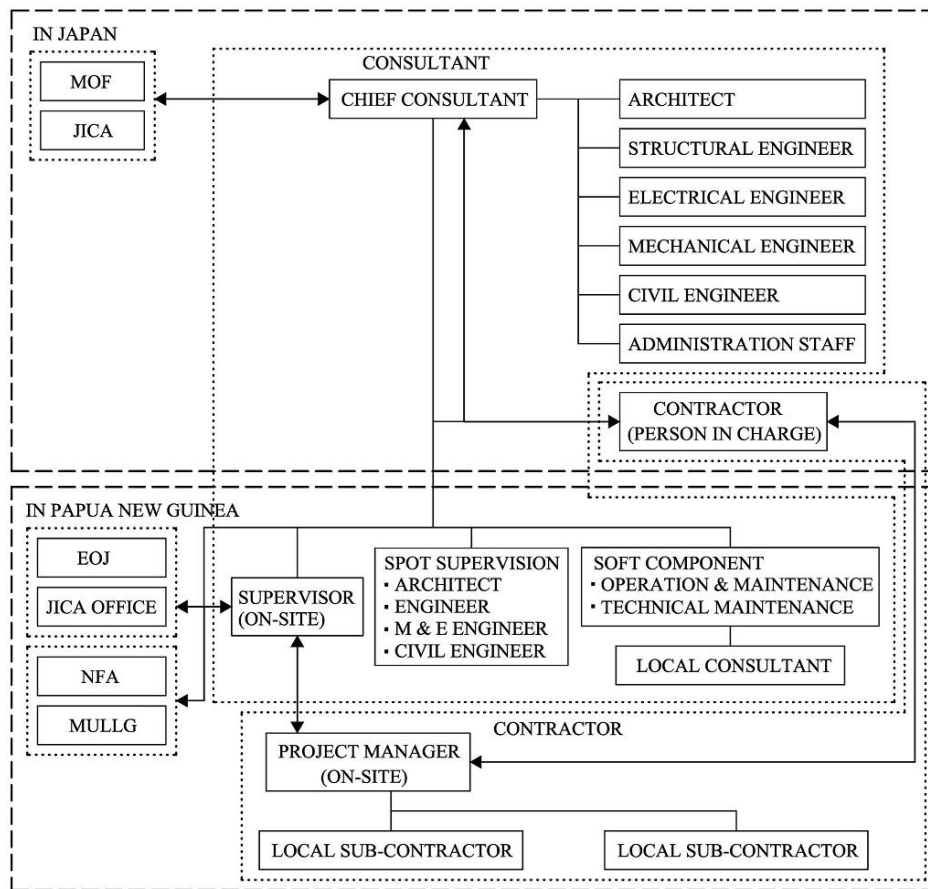 IN JAPAN
MOF
JICA
CONSULTANT
CHIEF CONSULTANT
ARCHITECT
STRUCTURAL ENGINEER
ELECTRICAL ENGINEER
MECHANICAL ENGINEER
CIVIL ENGINEER
ADMINISTRATION STAFF
CONTRACTOR
(PERSON IN CHARGE)
IN PAPUA NEW GUINEA
EOJ
JICA OFFICE
NFA
MULLG
SUPERVISOR
(ON-SITE)
SPOT SUPERVISION
・ARCHITECT
・ENGINEER
・M & E ENGINEER
・CIVIL ENGINEER
SOFT COMPONENT
・OPERATION & MAINTENANCE
・TECHNICAL MAINTENANCE
LOCAL CONSULTANT
CONTRACTOR
PROJECT MANAGER
(ON-SITE)
LOCAL SUB-CONTRACTOR
LOCAL SUB-CONTRACTOR